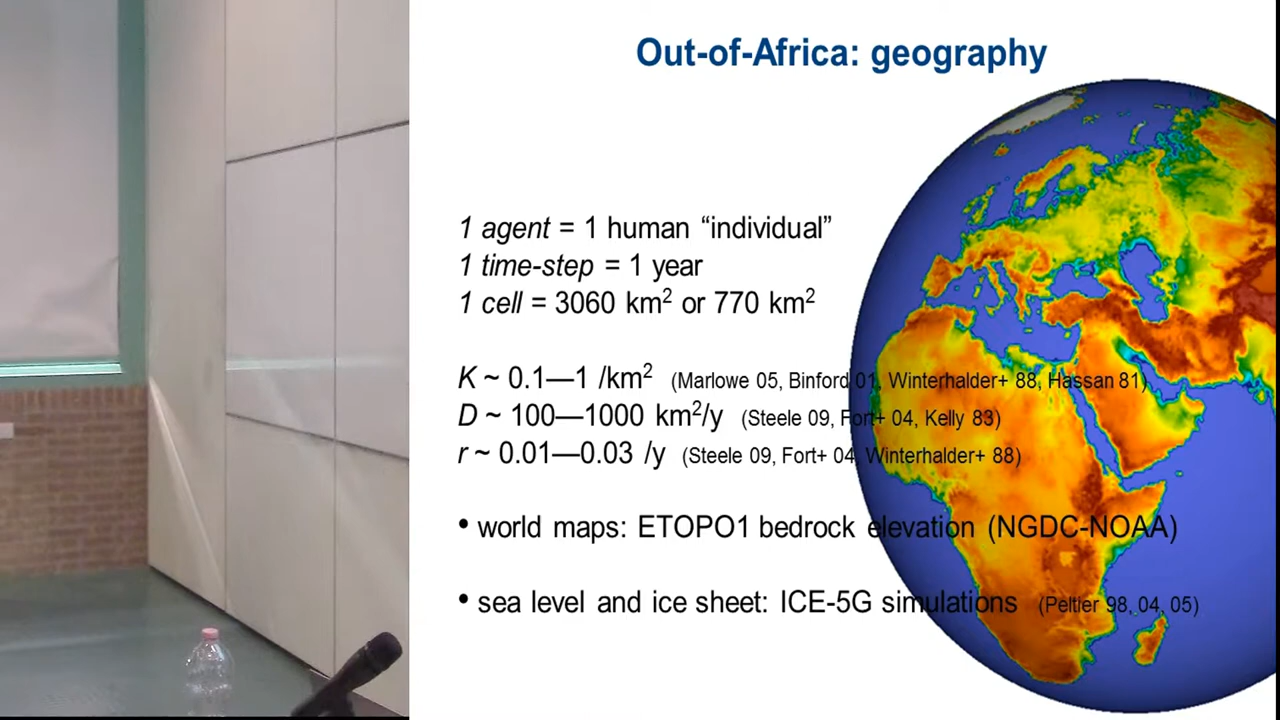 Out-of-Africa: geography
1 agent = 1 human “individual”
1 time-step = 1 year
1 cell = 3060 km² or 770 km²
K ~ 0.1—1 /km² (Marlowe 05, Binford 01, Winterhalder+ 88, Hassan 81)
D ~ 100—1000 km²/y (Steele 09, Fort+ 04, Kelly 83)
r ~ 0.01—0.03 /y (Steele 09, Fort+ 04, Winterhalder+ 88)
• world maps: ETOPO1 bedrock elevation (NGDC-NOAA)
• sea level and ice sheet: ICE-5G simulations (Peltier 98, 04, 05)